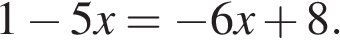 1 − 5x = −6x + 8.